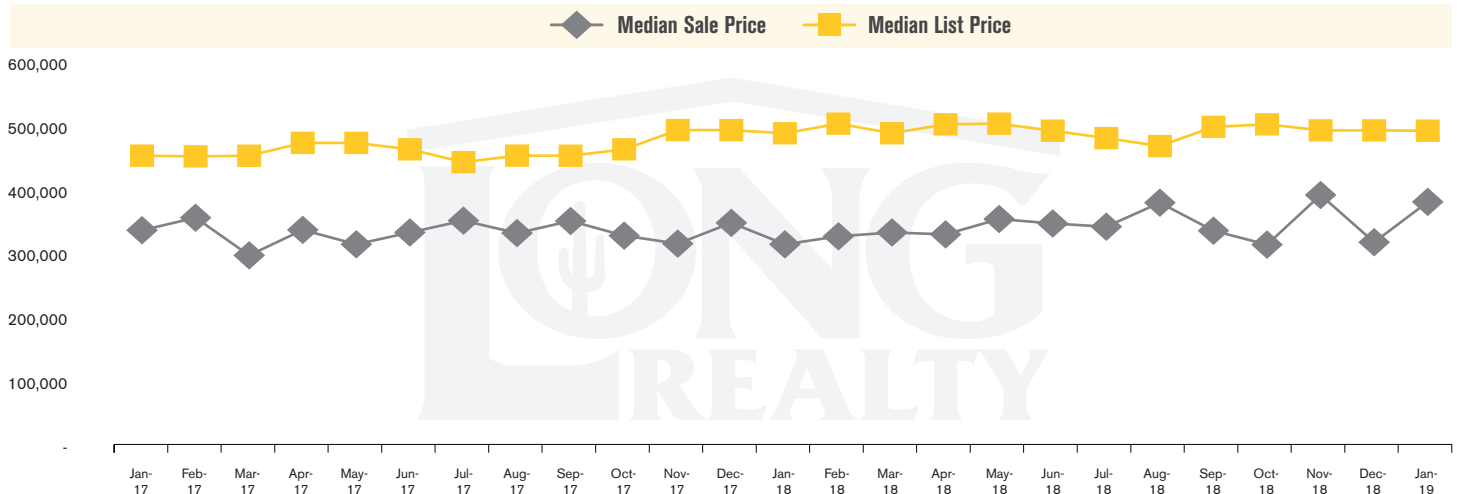 Median Sale Price Median List Price
600,000
500,000
400,000
300,000
200,000
100,000
-
LONG
REALTY
Jan- Feb- Mar- Apr- May- Jun- Jul- Aug- Sep- Oct- Nov- Dec- Jan- Feb- Mar- Apr- May- Jun- Jul- Aug- Sep- Oct- Nov- Dec- Jan-
17 17 17 17 17 17 17 17 17 17 17 17 18 18 18 18 18 18 18 18 18 18 18 18 19